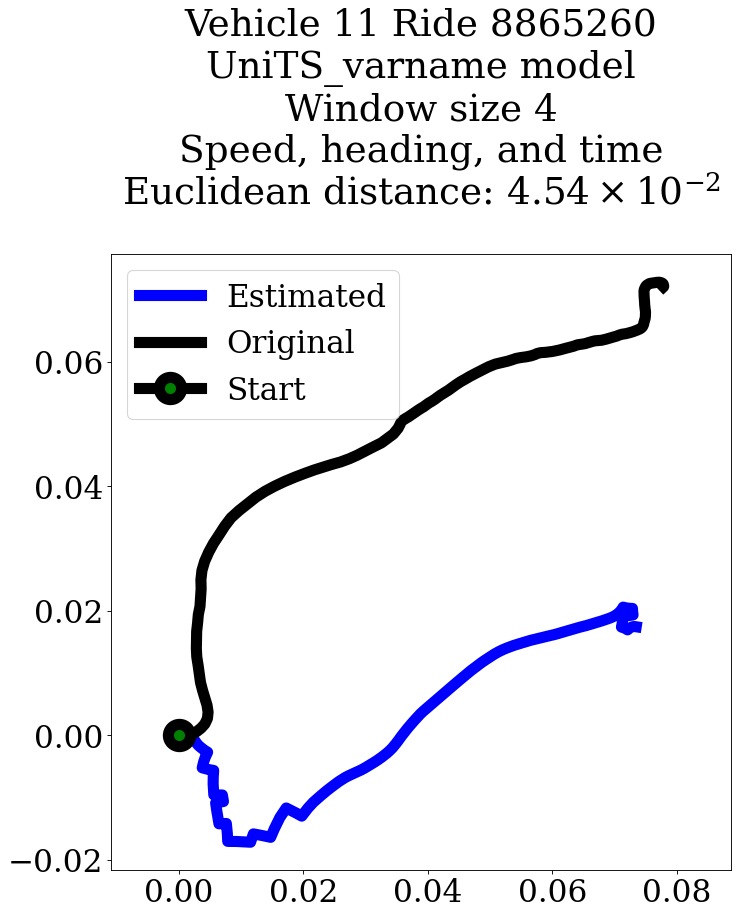 Vehicle 11 Ride 8865260
UniTS_varname model
Window size 4
Speed, heading, and time
Euclidean distance: 4.54 × 10⁻²
Estimated
Original
Start
0.06
0.04
0.02
0.00
−0.02
0.00 0.02 0.04 0.06 0.08